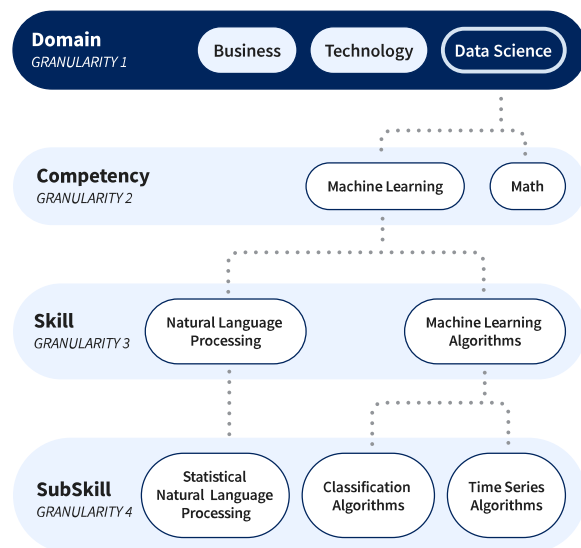 Domain
GRANULARITY 1
Business
Technology
Data Science
Competency
GRANULARITY 2
Machine Learning
Math
Skill
GRANULARITY 3
Natural Language
Processing
Machine Learning
Algorithms
SubSkill
GRANULARITY 4
Statistical
Natural Language
Processing
Classification
Algorithms
Time Series
Algorithms